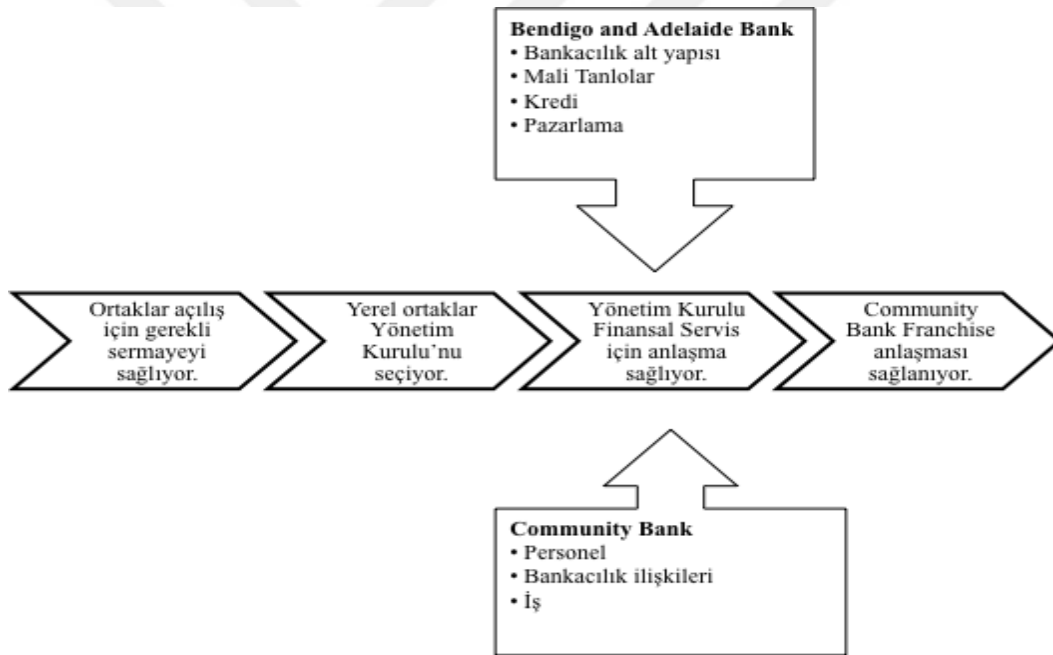 Bendigo and Adelaide Bank
• Bankacılık alt yapısı
• Mali Tanlolar
• Kredi
• Pazarlama
Ortaklar açılış
için gerekli
sermayeyi
sağlıyor.
Yerel ortaklar
Yönetim
Kurulu’nu
seçiyor.
Yönetim Kurulu
Finansal Servis
için anlaşma
sağlıyor.
Community
Bank Franchise
anlaşması
sağlanıyor.
Community Bank
• Personel
• Bankacılık ilişkileri
• İş